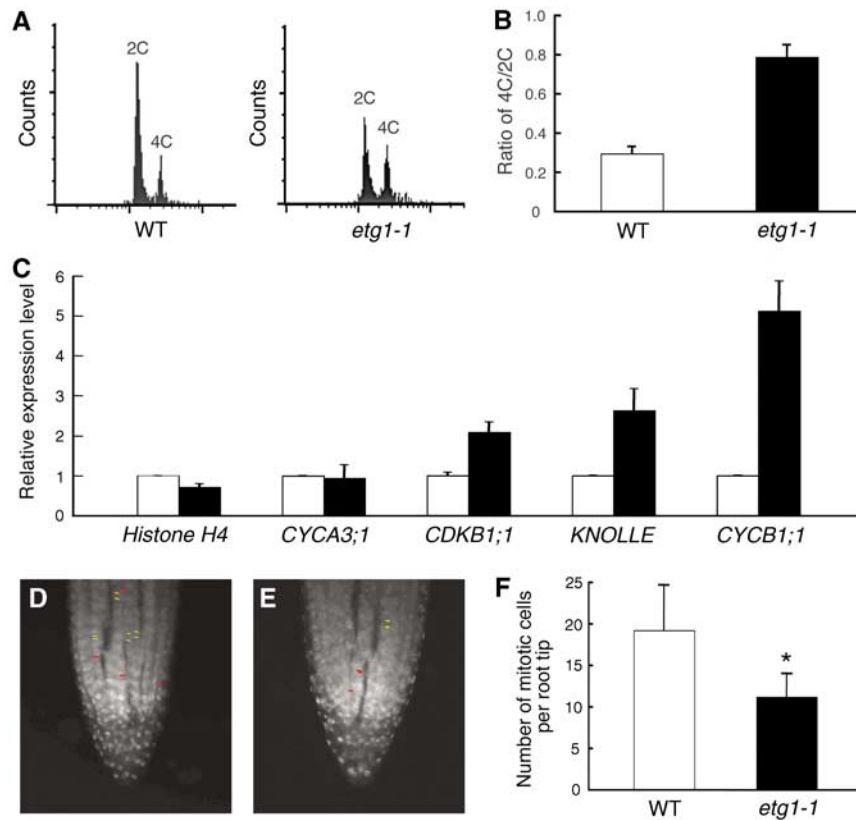 A
2C
4C
Counts
WT
2C
4C
Counts
etg1-1
B
Ratio of 4C/2C
1.0
0.8
0.6
0.4
0.2
0
WT
etg1-1
C
Relative expression level
6
5
4
3
2
1
0
Histone H4
CYCA3;1
CDKB1;1
KNOLLE
CYCB1;1
D
E
F
Number of mitotic cells
per root tip
25
20
15
10
5
0
*
WT
etg1-1